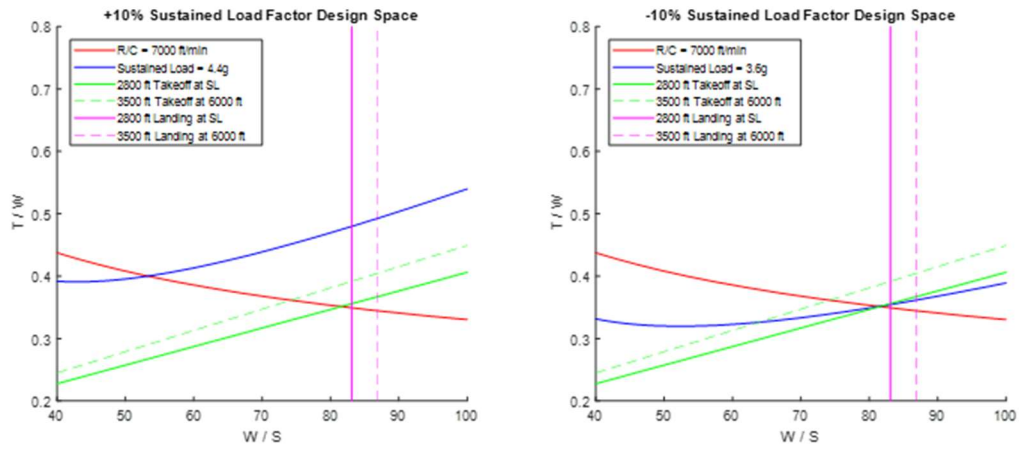 +10% Sustained Load Factor Design Space
0.8
0.7
0.6
0.5
0.4
0.3
0.2
T / W
R/C = 7000 ft/min
Sustained Load = 4.4g
2800 ft Takeoff at SL
3500 ft Takeoff at 6000 ft
2800 ft Landing at SL
3500 ft Landing at 6000 ft
40 50 60 70 80 90 100
W / S
-10% Sustained Load Factor Design Space
0.8
0.7
0.6
0.5
0.4
0.3
0.2
T / W
R/C = 7000 ft/min
Sustained Load = 3.6g
2800 ft Takeoff at SL
3500 ft Takeoff at 6000 ft
2800 ft Landing at SL
3500 ft Landing at 6000 ft
40 50 60 70 80 90 100
W / S